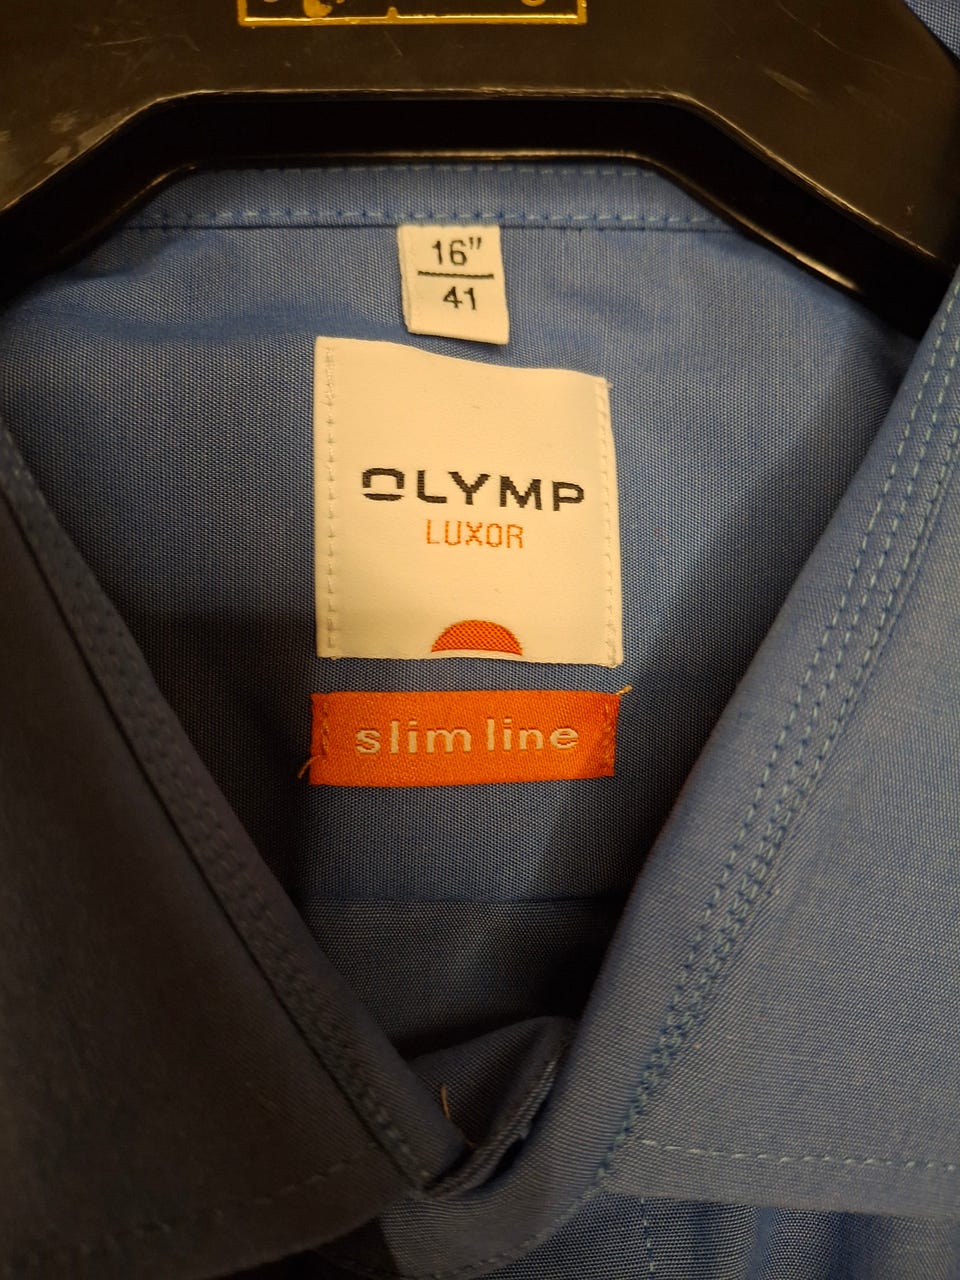 16"
41
OLYMP
LUXOR
slim line